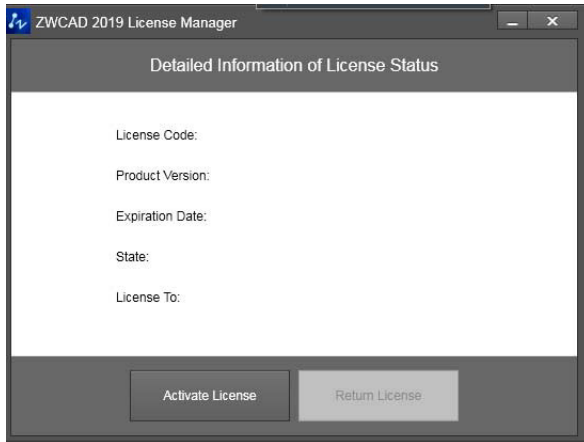 ZWCAD 2019 License Manager
Detailed Information of License Status
License Code:
Product Version:
Expiration Date:
State:
License To:
Activate License
Return License